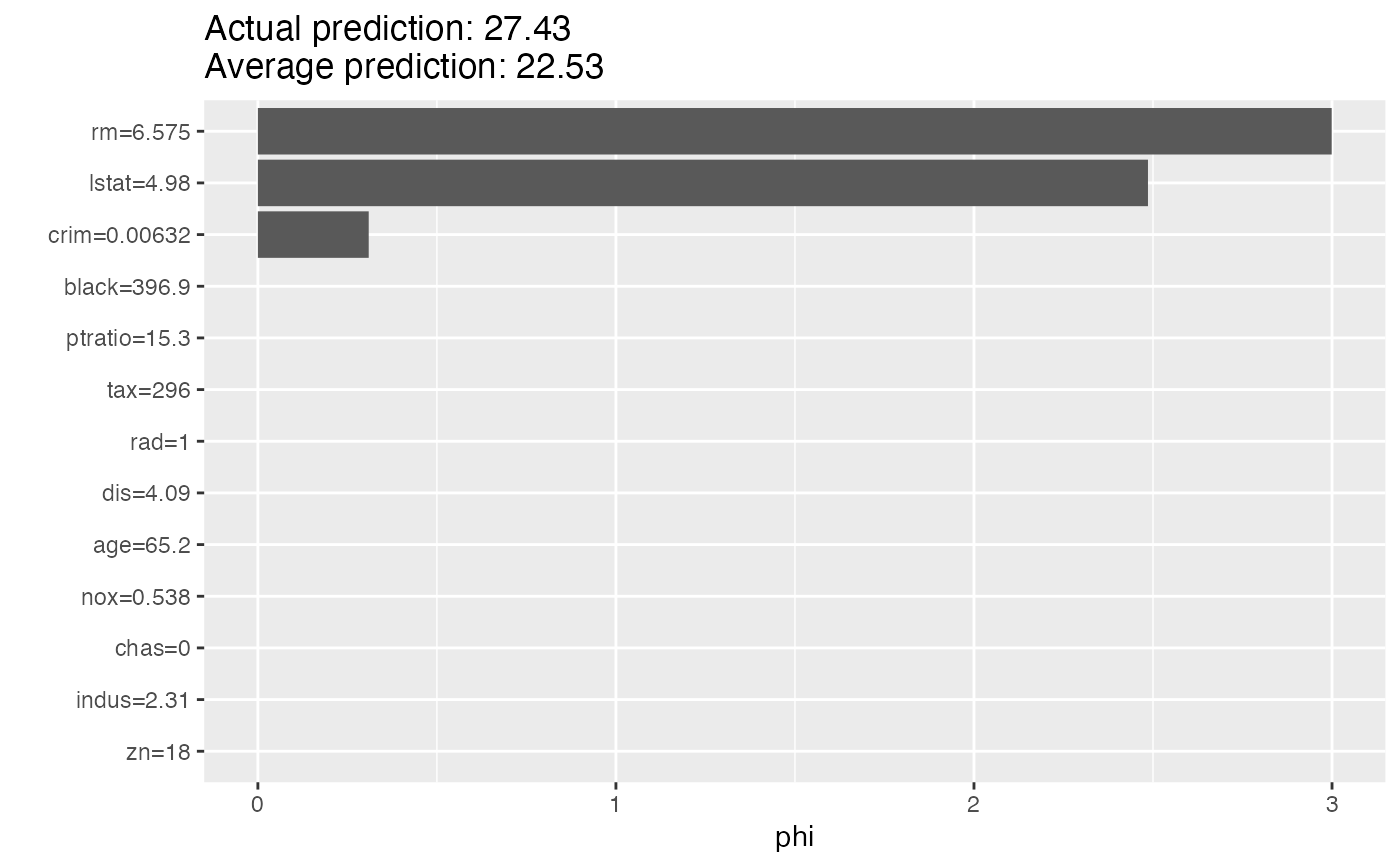 Actual prediction: 27.43
Average prediction: 22.53
rm=6.575
lstat=4.98
crim=0.00632
black=396.9
ptratio=15.3
tax=296
rad=1
dis=4.09
age=65.2
nox=0.538
chas=0
indus=2.31
zn=18
0 1 2 3
phi